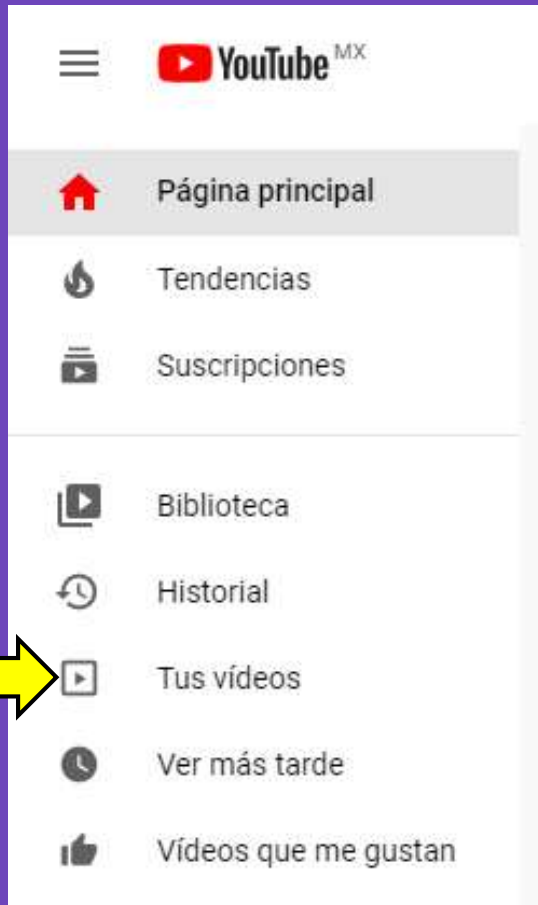 YouTube MX
Página principal
Tendencias
Suscripciones
Biblioteca
Historial
Tus vídeos
Ver más tarde
Vídeos que me gustan